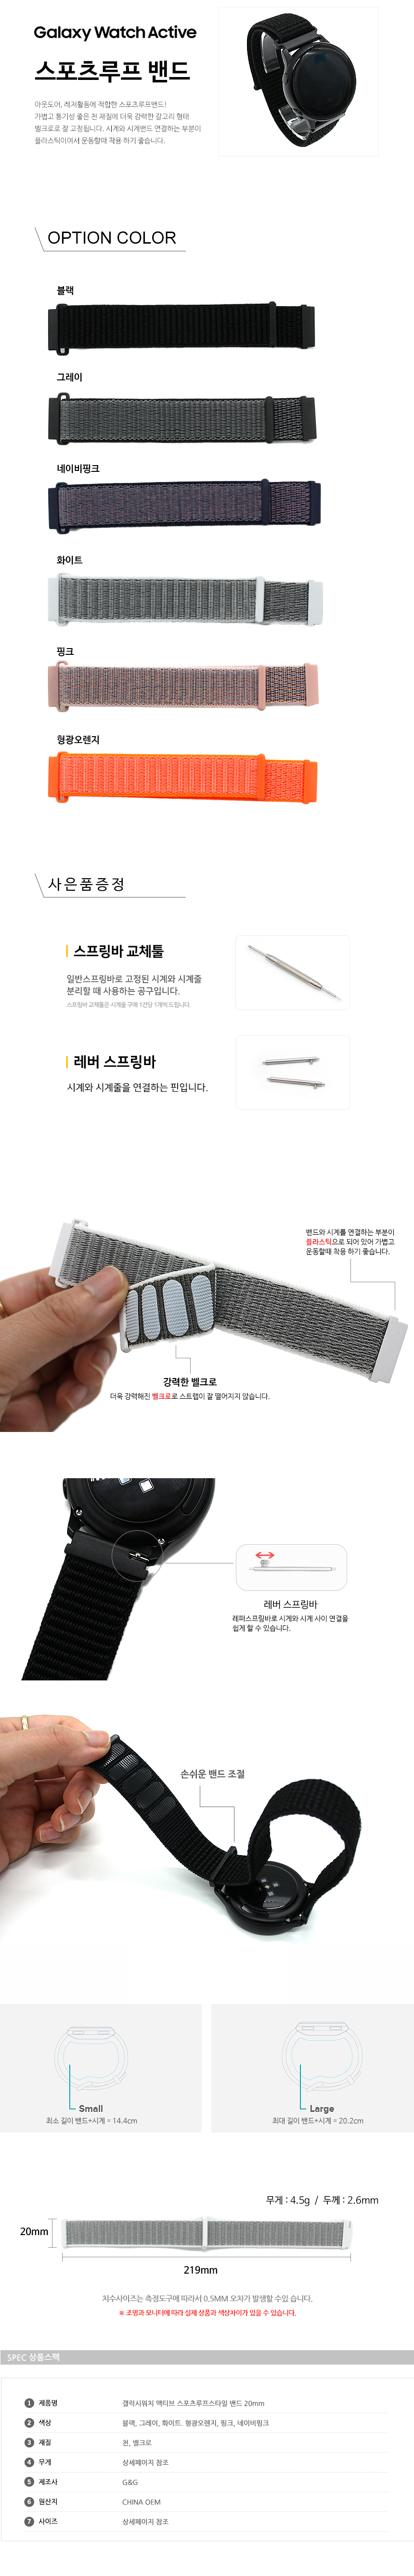 Galaxy Watch Active
스포츠루프 밴드
아웃도어, 레저활동에 적합한 스포츠루프밴드!
가볍고 통기성 좋은 천 재질에 더욱 강력한 갈고리 형태
벨크로로 잘 고정됩니다. 시계와 시계밴드 연결하는 부분이
플라스틱이어서 운동할때 착용 하기 좋습니다.
OPTION COLOR
블랙
그레이
네이비핑크
화이트
핑크
형광오렌지
사은품증정
스프링바 교체툴
일반스프링바로 고정된 시계와 시계줄
분리할 때 사용하는 공구입니다.
스프링바 교체툴은 시계줄 구매 1건당 1개씩 드립니다.
레버 스프링바
시계와 시계줄을 연결하는 핀입니다.
밴드와 시계를 연결하는 부분이
플라스틱으로 되어 있어 가볍고
운동할때 착용 하기 좋습니다.
강력한 벨크로
더욱 강력해진 벨크로로 스트랩이 잘 떨어지지 않습니다.
레버 스프링바
레퍼스프링바로 시계와 시계 사이 연결을
쉽게 할 수 있습니다.
손쉬운 밴드 조절
Small
최소 길이 밴드+시계 = 14.4cm
Large
최대 길이 밴드+시계 = 20.2cm
무게 : 4.5g / 두께 : 2.6mm
20mm
219mm
치수사이즈는 측정도구에 따라서 0.5MM 오차가 발생할 수있 습니다.
※ 조명과 모니터에 따라 실제 상품과 색상차이가 있을 수 있습니다.
SPEC 상품스팩
1 제품명 갤럭시워치 액티브 스포츠루프스타일 밴드 20mm
2 색상 블랙, 그레이, 화이트. 형광오렌지, 핑크, 네이비핑크
3 재질 천, 벨크로
4 무게 상세페이지 참조
5 제조사 G&G
6 원산지 CHINA OEM
7 사이즈 상세페이지 참조